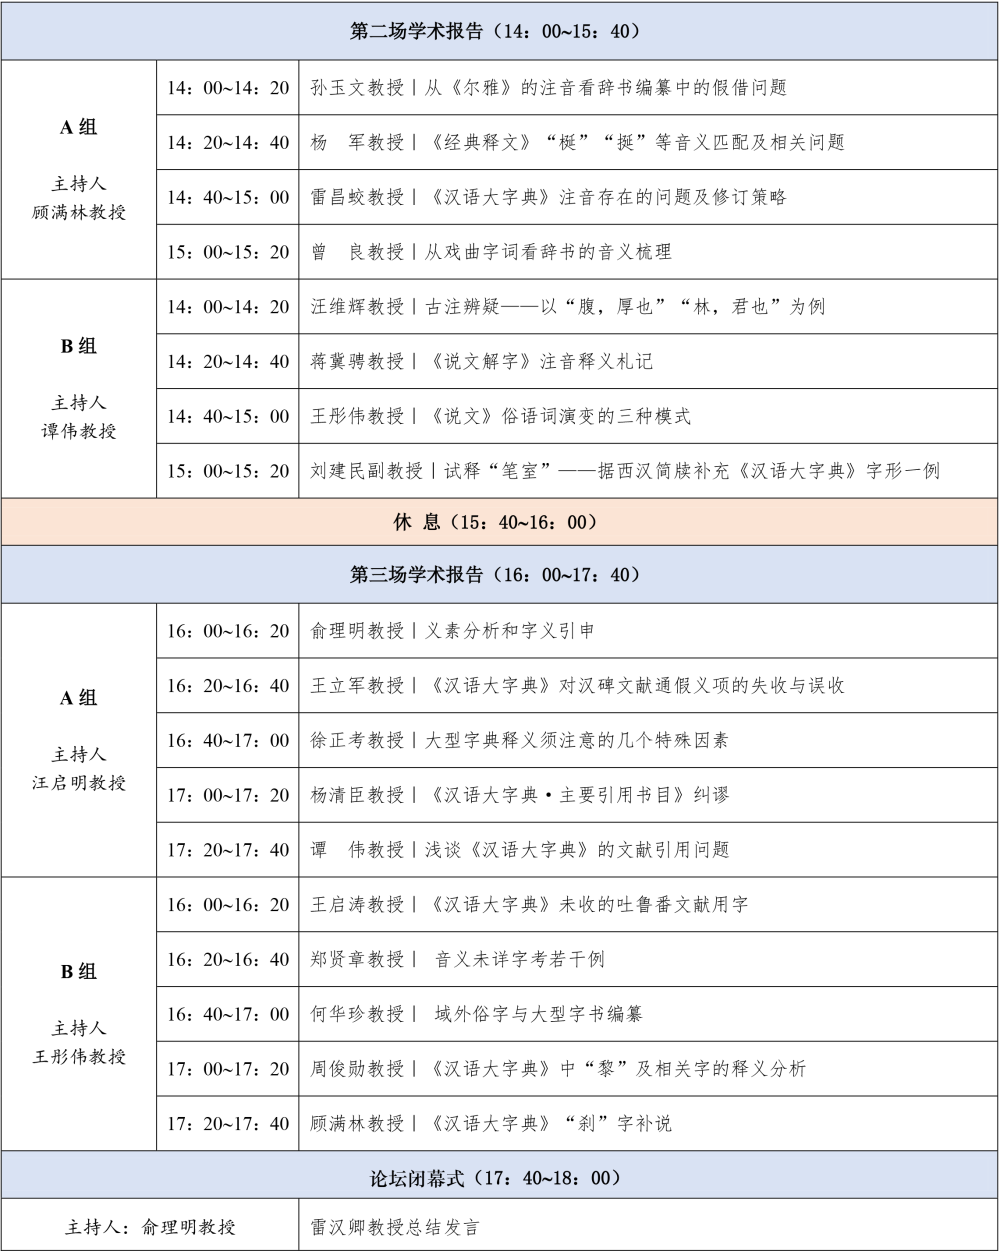 第二场学术报告（14：00~15：40）
A 组
主持人
顾满林教授
14：00~14：20 孙玉文教授丨从《尔雅》的注音看辞书编纂中的假借问题
14：20~14：40 杨　军教授丨《经典释文》“梃”“挺”等音义匹配及相关问题
14：40~15：00 雷昌蛟教授丨《汉语大字典》注音存在的问题及修订策略
15：00~15：20 曾　良教授丨从戏曲字词看辞书的音义梳理
B 组
主持人
谭伟教授
14：00~14：20 汪维辉教授丨古注辨疑——以“腹，厚也”“林，君也”为例
14：20~14：40 蒋冀骋教授丨《说文解字》注音释义札记
14：40~15：00 王彤伟教授丨《说文》俗语词演变的三种模式
15：00~15：20 刘建民副教授丨试释“笔室”——据西汉简牍补充《汉语大字典》字形一例
休 息（15：40~16：00）
第三场学术报告（16：00~17：40）
A 组
主持人
汪启明教授
16：00~16：20 俞理明教授丨义素分析和字义引申
16：20~16：40 王立军教授丨《汉语大字典》对汉碑文献通假义项的失收与误收
16：40~17：00 徐正考教授丨大型字典释义须注意的几个特殊因素
17：00~17：20 杨清臣教授丨《汉语大字典·主要引用书目》纠谬
17：20~17：40 谭　伟教授丨浅谈《汉语大字典》的文献引用问题
B 组
主持人
王彤伟教授
16：00~16：20 王启涛教授丨《汉语大字典》未收的吐鲁番文献用字
16：20~16：40 郑贤章教授丨 音义未详字考若干例
16：40~17：00 何华珍教授丨 域外俗字与大型字书编纂
17：00~17：20 周俊勋教授丨《汉语大字典》中“黎”及相关字的释义分析
17：20~17：40 顾满林教授丨《汉语大字典》“刹”字补说
论坛闭幕式（17：40~18：00）
主持人：俞理明教授 雷汉卿教授总结发言